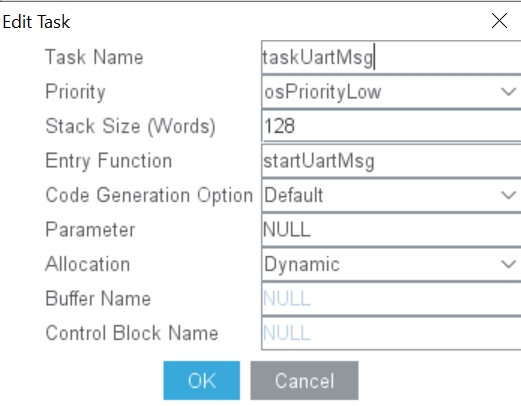 Edit Task
Task Name taskUartMsg
Priority osPriorityLow
Stack Size (Words) 128
Entry Function startUartMsg
Code Generation Option Default
Parameter NULL
Allocation Dynamic
Buffer Name NULL
Control Block Name NULL
OK Cancel